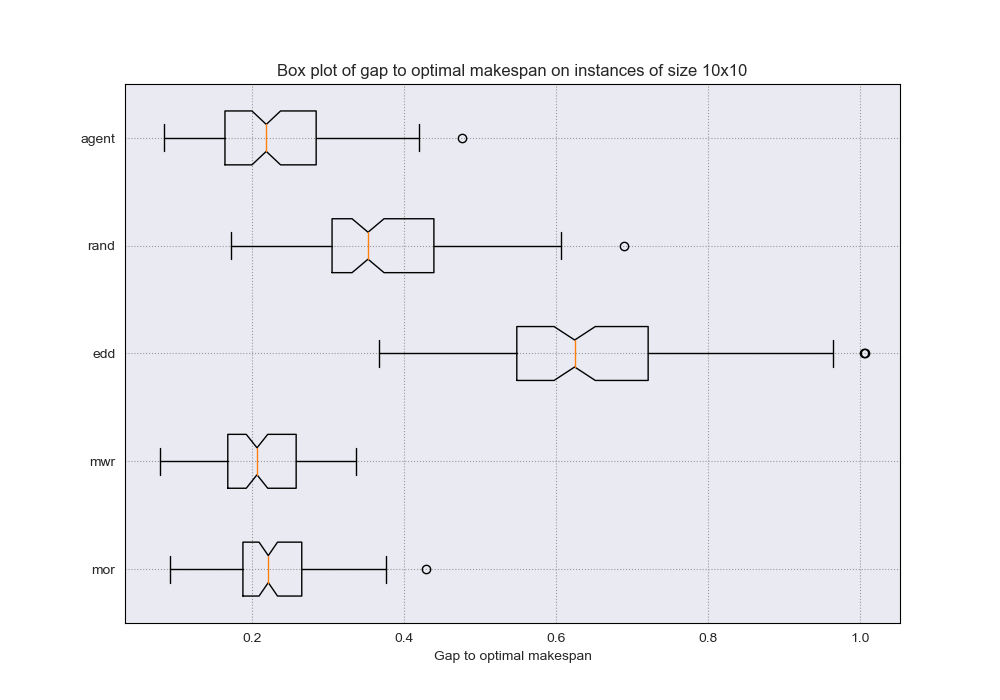 Box plot of gap to optimal makespan on instances of size 10x10
agent
rand
edd
mwr
mor
0.2 0.4 0.6 0.8 1.0
Gap to optimal makespan